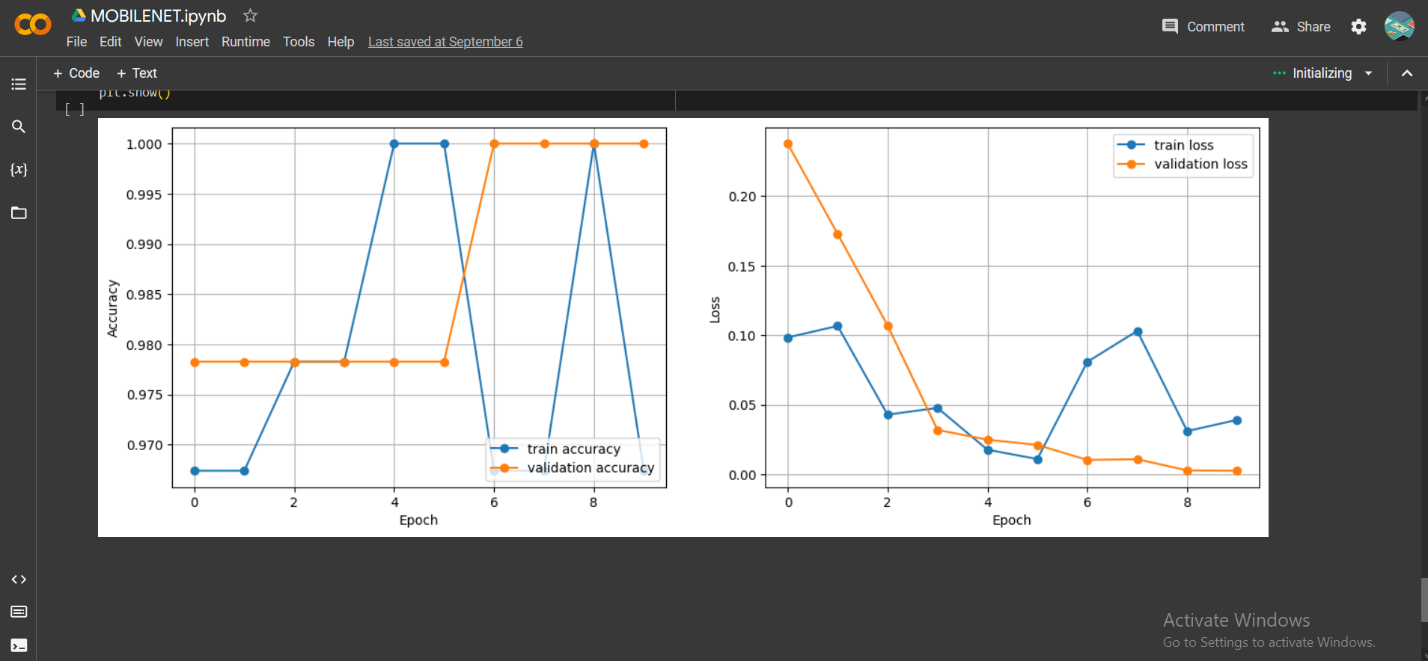 MOBILENET.ipynb
File Edit View Insert Runtime Tools Help Last saved at September 6
Comment Share
+ Code + Text
Initializing
plt.show()
[ ]
{x}
1.000
0.995
0.990
0.985
0.980
0.975
0.970
Accuracy
train accuracy
validation accuracy
0 2 4 6 8
Epoch
train loss
validation loss
0.20
0.15
0.10
0.05
0.00
Loss
0 2 4 6 8
Epoch
Activate Windows
Go to Settings to activate Windows.